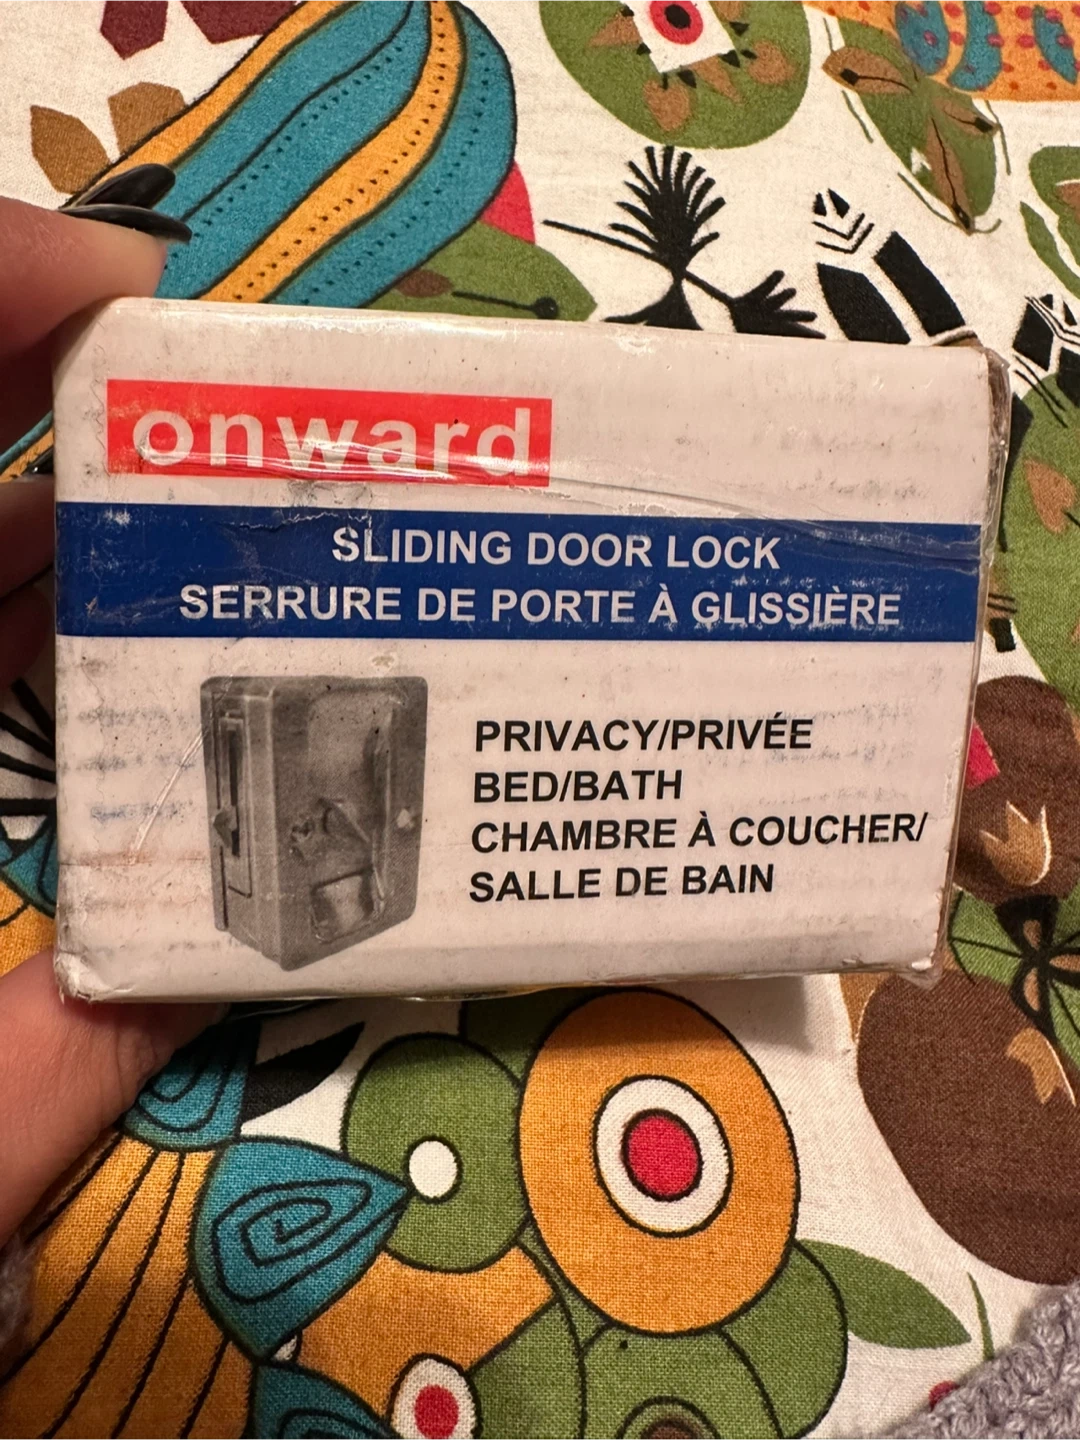 onward
SLIDING DOOR LOCK
SERRURE DE PORTE À GLISSIÈRE
PRIVACY/PRIVÉE
BED/BATH
CHAMBRE À COUCHER/
SALLE DE BAIN